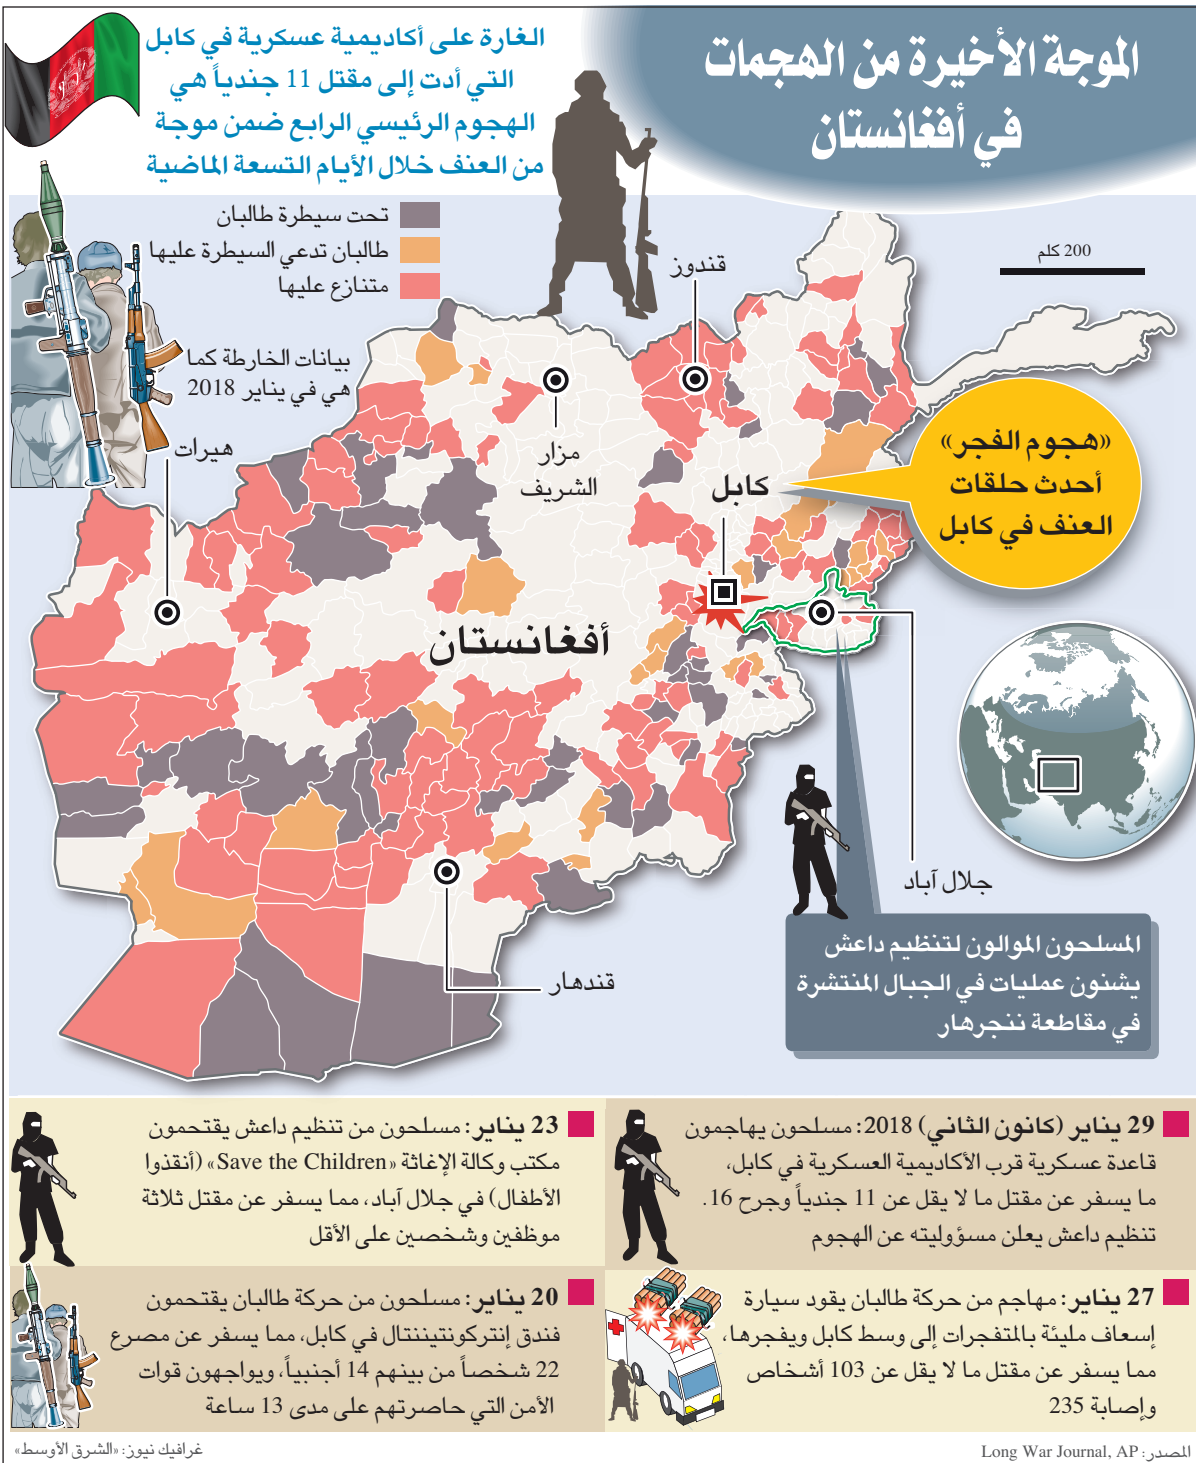 الموجة الأخيرة من الهجمات
في أفغانستان
الغارة على أكاديمية عسكرية في كابل
التي أدت إلى مقتل 11 جندياً هي
الهجوم الرئيسي الرابع ضمن موجة
من العنف خلال الأيام التسعة الماضية
تحت سيطرة طالبان
طالبان تدعي السيطرة عليها
متنازع عليها
بيانات الخارطة كما
هي في يناير 2018
200 كلم
قندوز
مزار
الشريف
هيرات
كابل
«هجوم الفجر»
أحدث حلقات
العنف في كابل
أفغانستان
جلال آباد
قندهار
المسلحون الموالون لتنظيم داعش
يشنون عمليات في الجبال المنتشرة
في مقاطعة ننجرهار
29 يناير (كانون الثاني) 2018: مسلحون يهاجمون
قاعدة عسكرية قرب الأكاديمية العسكرية في كابل،
ما يسفر عن مقتل ما لا يقل عن 11 جندياً وجرح 16.
تنظيم داعش يعلن مسؤوليته عن الهجوم
23 يناير: مسلحون من تنظيم داعش يقتحمون
مكتب وكالة الإغاثة «Save the Children» (أنقذوا
الأطفال) في جلال آباد، مما يسفر عن مقتل ثلاثة
موظفين وشخصين على الأقل
27 يناير: مهاجم من حركة طالبان يقود سيارة
إسعاف مليئة بالمتفجرات إلى وسط كابل ويفجرها،
مما يسفر عن مقتل ما لا يقل عن 103 أشخاص
وإصابة 235
20 يناير: مسلحون من حركة طالبان يقتحمون
فندق إنتركونتيننتال في كابل، مما يسفر عن مصرع
22 شخصاً من بينهم 14 أجنبياً، ويواجهون قوات
الأمن التي حاصرتهم على مدى 13 ساعة
المصدر: Long War Journal, AP
غرافيك نيوز: «الشرق الأوسط»